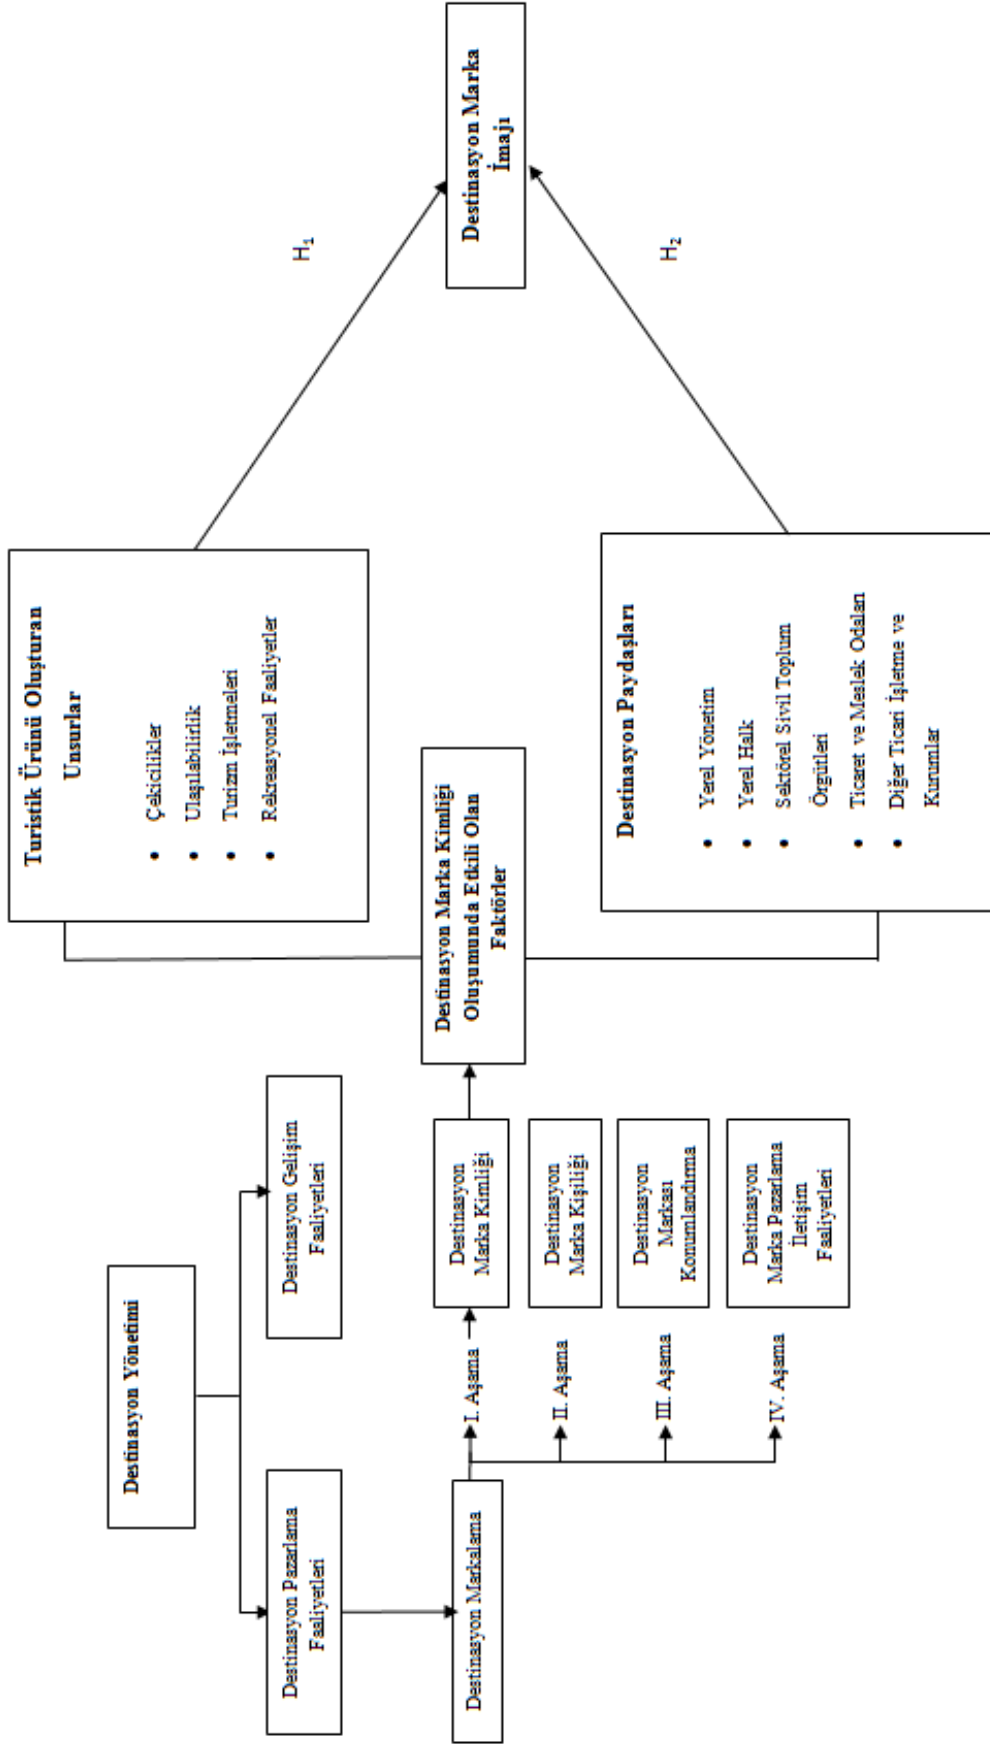 Destinasyon Yönetimi
Destinasyon Pazarlama
Faaliyetleri
Destinasyon Gelişim
Faaliyetleri
Destinasyon Markalama
I. Aşama
II. Aşama
III. Aşama
IV. Aşama
Destinasyon
Marka Kimliği
Destinasyon
Marka Kişiliği
Destinasyon
Markası
Konumlandırma
Destinasyon
Marka Pazarlama
İletişim
Faaliyetleri
Destinasyon Marka Kimliği
Oluşumunda Etkili Olan
Faktörler
Turistik Ürünü Oluşturan
Unsurlar
• Çekicilikler
• Ulaşılabilirlik
• Turizm İşletmeleri
• Rekreasyonel Faaliyetler
Destinasyon Paydaşları
• Yerel Yönetim
• Yerel Halk
• Sektörel Sivil Toplum
Örgütleri
• Ticaret ve Meslek Odaları
• Diğer Ticari İşletme ve
Kurumlar
H₁
H₂
Destinasyon Marka
İmajı